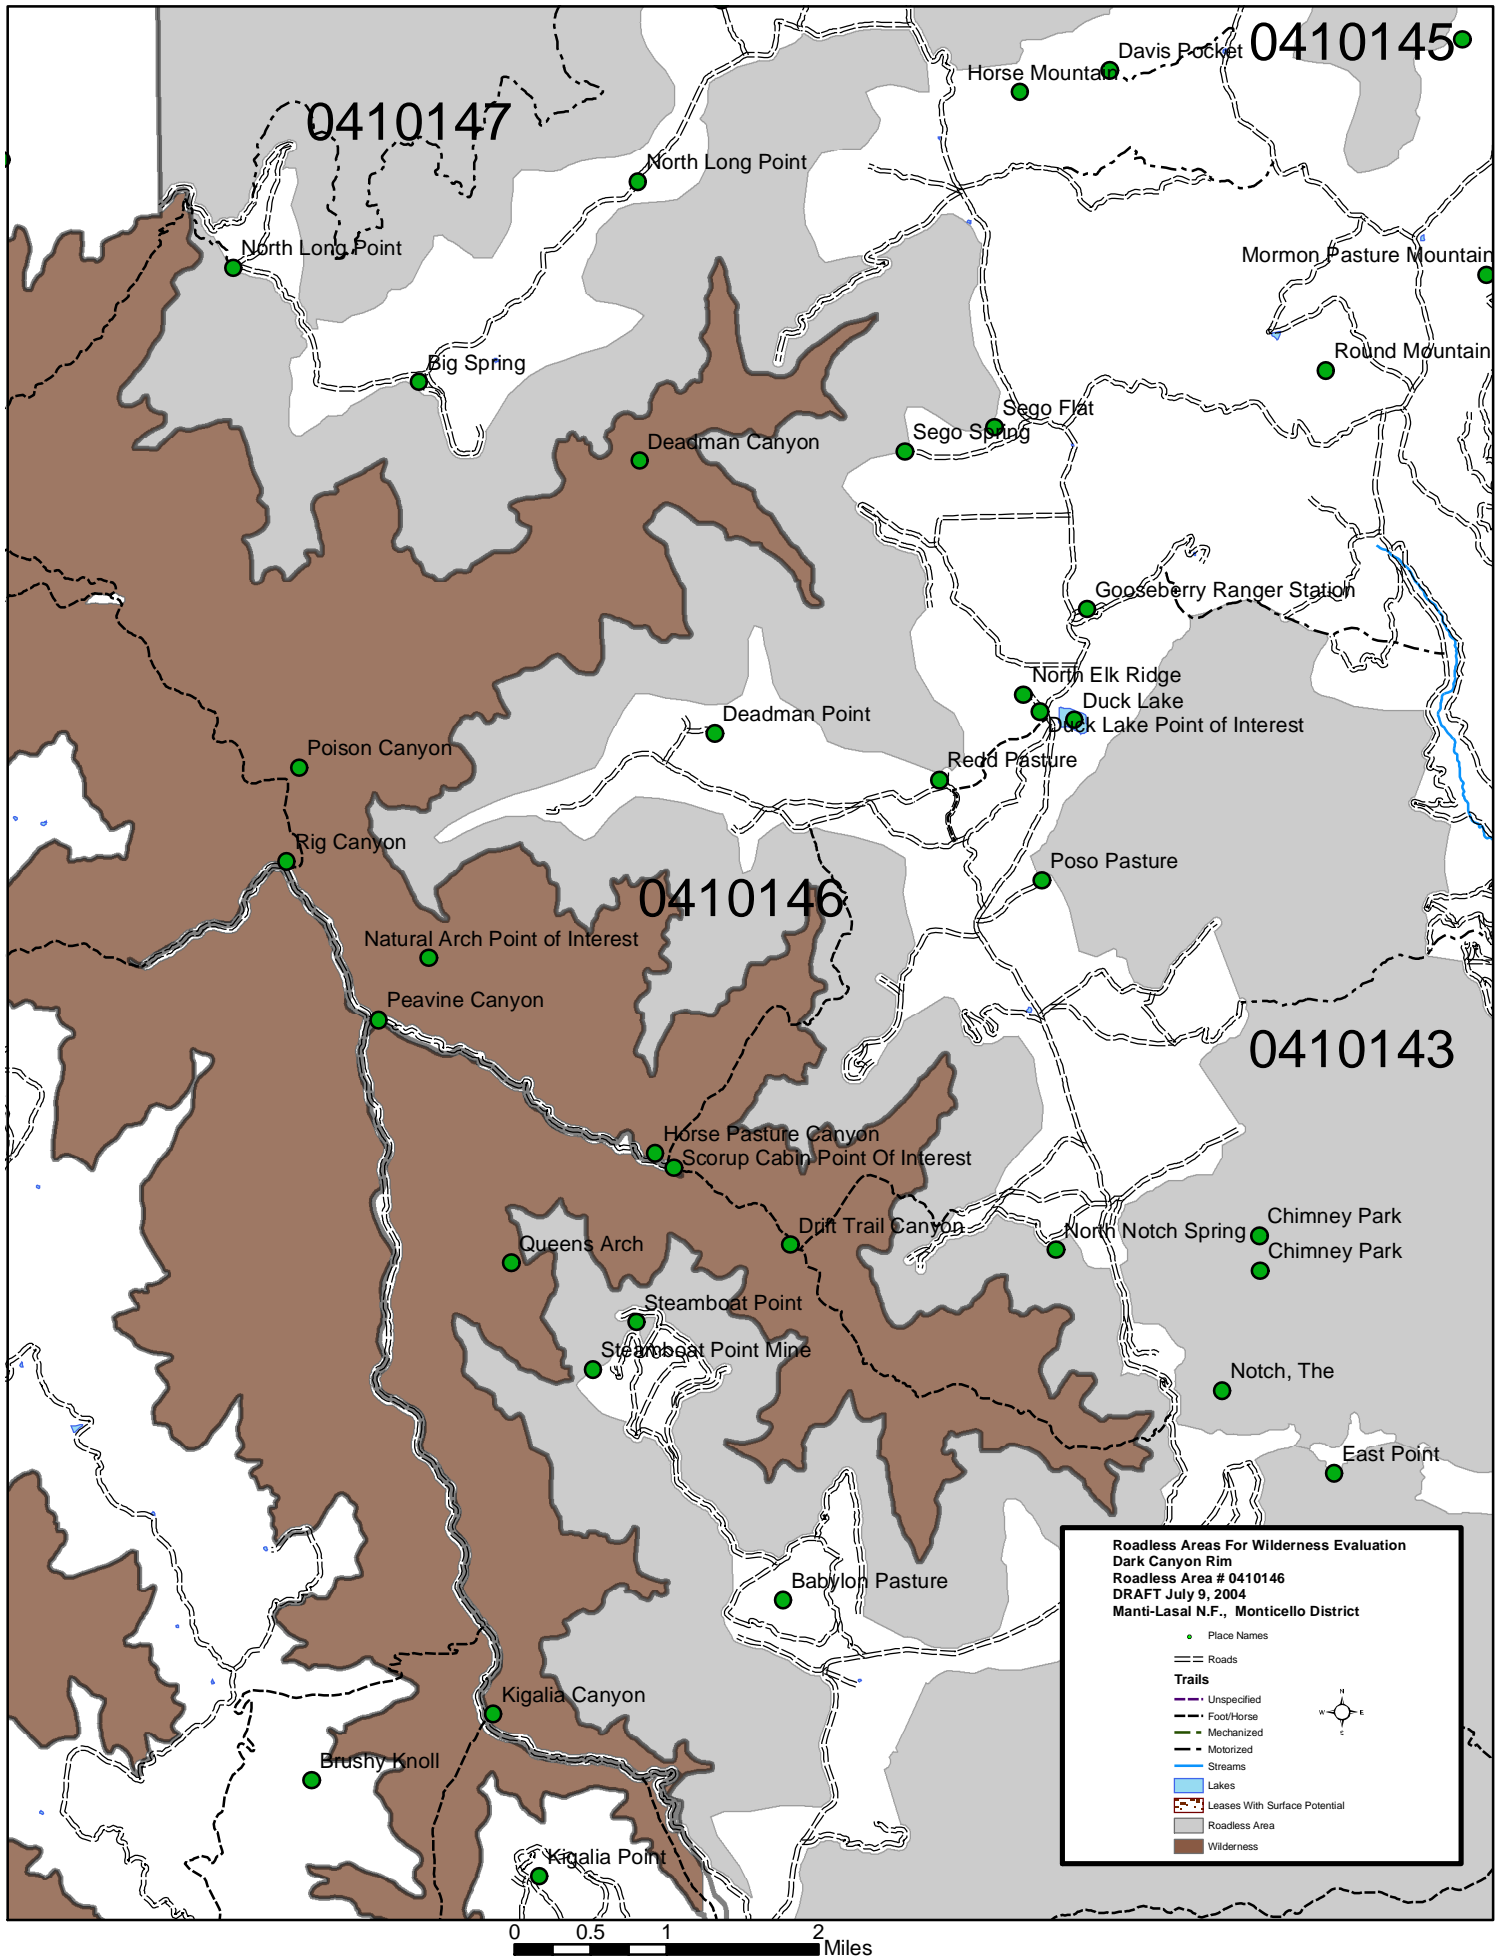 0410145
Davis Pocket
Horse Mountain
0410147
North Long Point
North Long Point
Mormon Pasture Mountain
Round Mountain
Big Spring
Sego Flat
Sego Spring
Deadman Canyon
Gooseberry Ranger Station
North Elk Ridge
Duck Lake
Duck Lake Point of Interest
Deadman Point
Redd Pasture
Poison Canyon
Rig Canyon
Poso Pasture
0410146
Natural Arch Point of Interest
Peavine Canyon
0410143
Horse Pasture Canyon
Scorup Cabin Point Of Interest
Drift Trail Canyon
North Notch Spring
Chimney Park
Chimney Park
Queens Arch
Steamboat Point
Steamboat Point Mine
Notch, The
East Point
Babylon Pasture
Kigalia Canyon
Brushy Knoll
Kigalia Point
Roadless Areas For Wilderness Evaluation
Dark Canyon Rim
Roadless Area # 0410146
DRAFT July 9, 2004
Manti-Lasal N.F., Monticello District
Place Names
Roads
Trails
Unspecified
Foot/Horse
Mechanized
Motorized
Streams
Lakes
Leases With Surface Potential
Roadless Area
Wilderness
N
W E
S
0 0.5 1 2
Miles